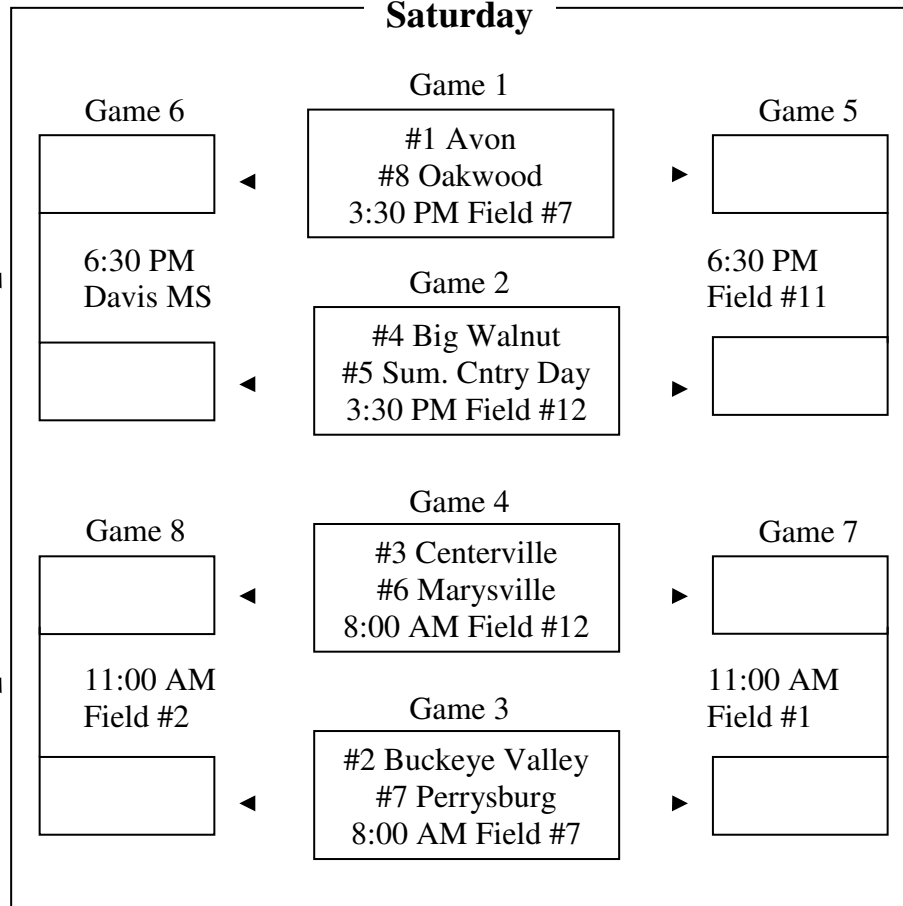 Saturday
Game 1
Game 6
Game 5
#1 Avon
#8 Oakwood
3:30 PM Field #7
6:30 PM
Davis MS
6:30 PM
Field #11
Game 2
#4 Big Walnut
#5 Sum. Cntry Day
3:30 PM Field #12
Game 4
Game 8
Game 7
#3 Centerville
#6 Marysville
8:00 AM Field #12
11:00 AM
Field #2
11:00 AM
Field #1
Game 3
#2 Buckeye Valley
#7 Perrysburg
8:00 AM Field #7